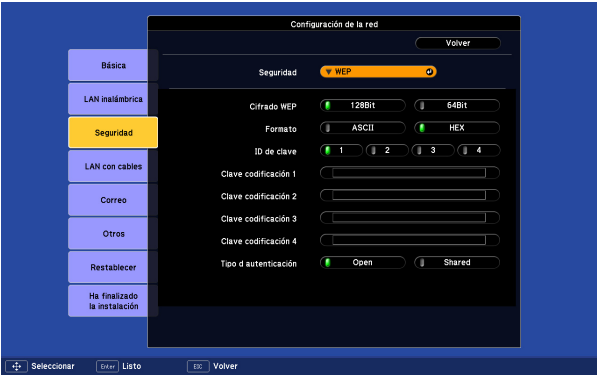 Configuración de la red
Volver
Básica
LAN inalámbrica
Seguridad
LAN con cables
Correo
Otros
Restablecer
Ha finalizado
la instalación
Seguridad WEP
Cifrado WEP 128Bit 64Bit
Formato ASCII HEX
ID de clave 1 2 3 4
Clave codificación 1
Clave codificación 2
Clave codificación 3
Clave codificación 4
Tipo d autenticación Open Shared
Seleccionar Enter Listo ESC Volver